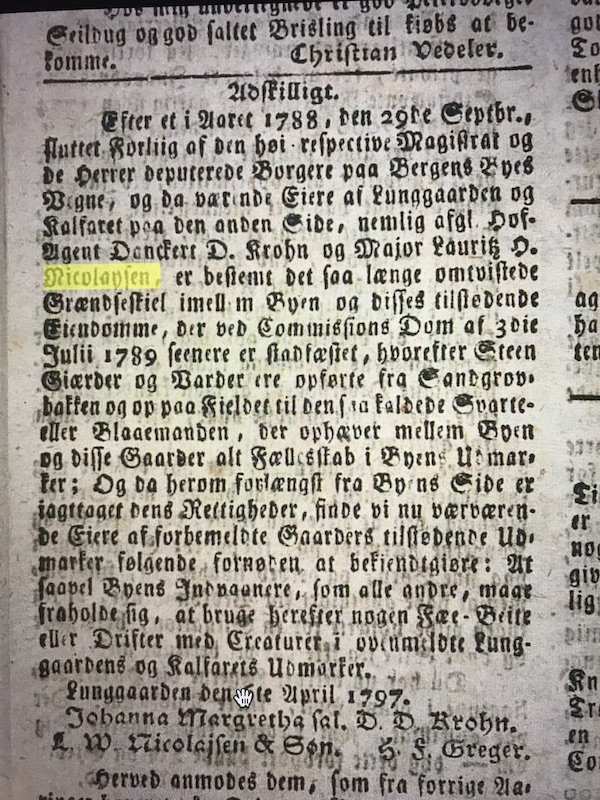 Seildug og god saltet Brisling til kiøbs at be-
komme. Christian Vedeler.
Adskilligt.
Efter et i Aaret 1788, den 29de Septbr.,
sluttet Forliig af den høi-respective Magistrat og
de Herrer deputerede Borgere paa Bergens Byes
Vegne, og da værende Eiere af Lunggaarden og
Kalfaret paa den anden Side, nemlig afgl. Hof-
Agent Danckert D. Krohn og Major Lauritz H.
Nicolaysen, er bestemt det saa længe omtvistede
Grændseskiel imellem Byen og disses tilstødende
Eiendomme, der ved Commissions Dom af 3die
Julii 1789 seenere er stadfæstet, hvorefter Steen
Giærder og Varder ere opførte fra Sandgrov-
bakken og op paa Fieldet til den saa kaldede Svarte-
eller Blaaemanden, der ophæver mellem Byen
og disse Gaarder alt Fællesskab i Byens Udmar-
ker; Og da herom forlængst fra Byens Side er
iagttaget dens Rettigheder, finde vi nu værværen-
de Eiere af forbemeldte Gaarders tilstødende Ud-
marker følgende fornøden at bekiendtgiøre: At
saavel Byens Indvaanere, som alle andre, maae
fraholde sig, at bruge herefter nogen Fæe-Beite
eller Drifter med Creaturer i ovenmeldte Lung-
gaardens og Kalfarets Udmarker.
Lunggaarden den 6te April 1797.
Johanna Margretha sal. D. D. Krohn.
L. W. Nicolajsen & Søn. H. F. Greger.
Herved anmodes dem, som fra forrige Aa-